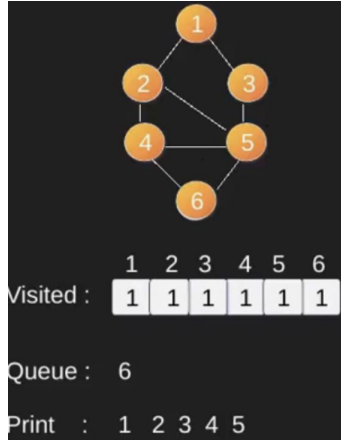 1
2 3
4 5
6
1 2 3 4 5 6
Visited : 1 1 1 1 1 1
Queue : 6
Print : 1 2 3 4 5